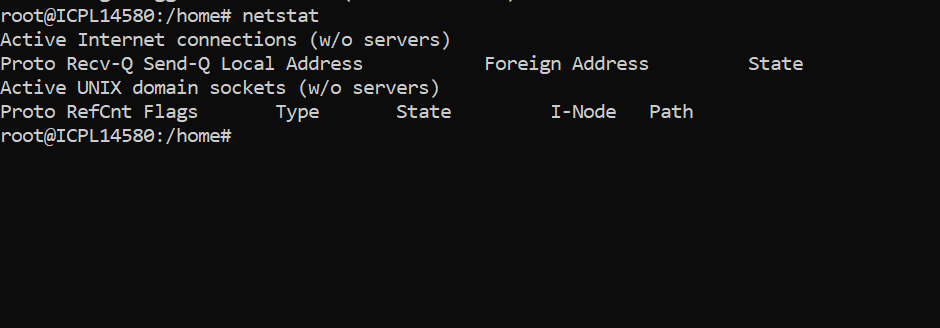 root@ICPL14580:/home# netstat
Active Internet connections (w/o servers)
Proto Recv-Q Send-Q Local Address           Foreign Address         State
Active UNIX domain sockets (w/o servers)
Proto RefCnt Flags       Type       State         I-Node   Path
root@ICPL14580:/home#